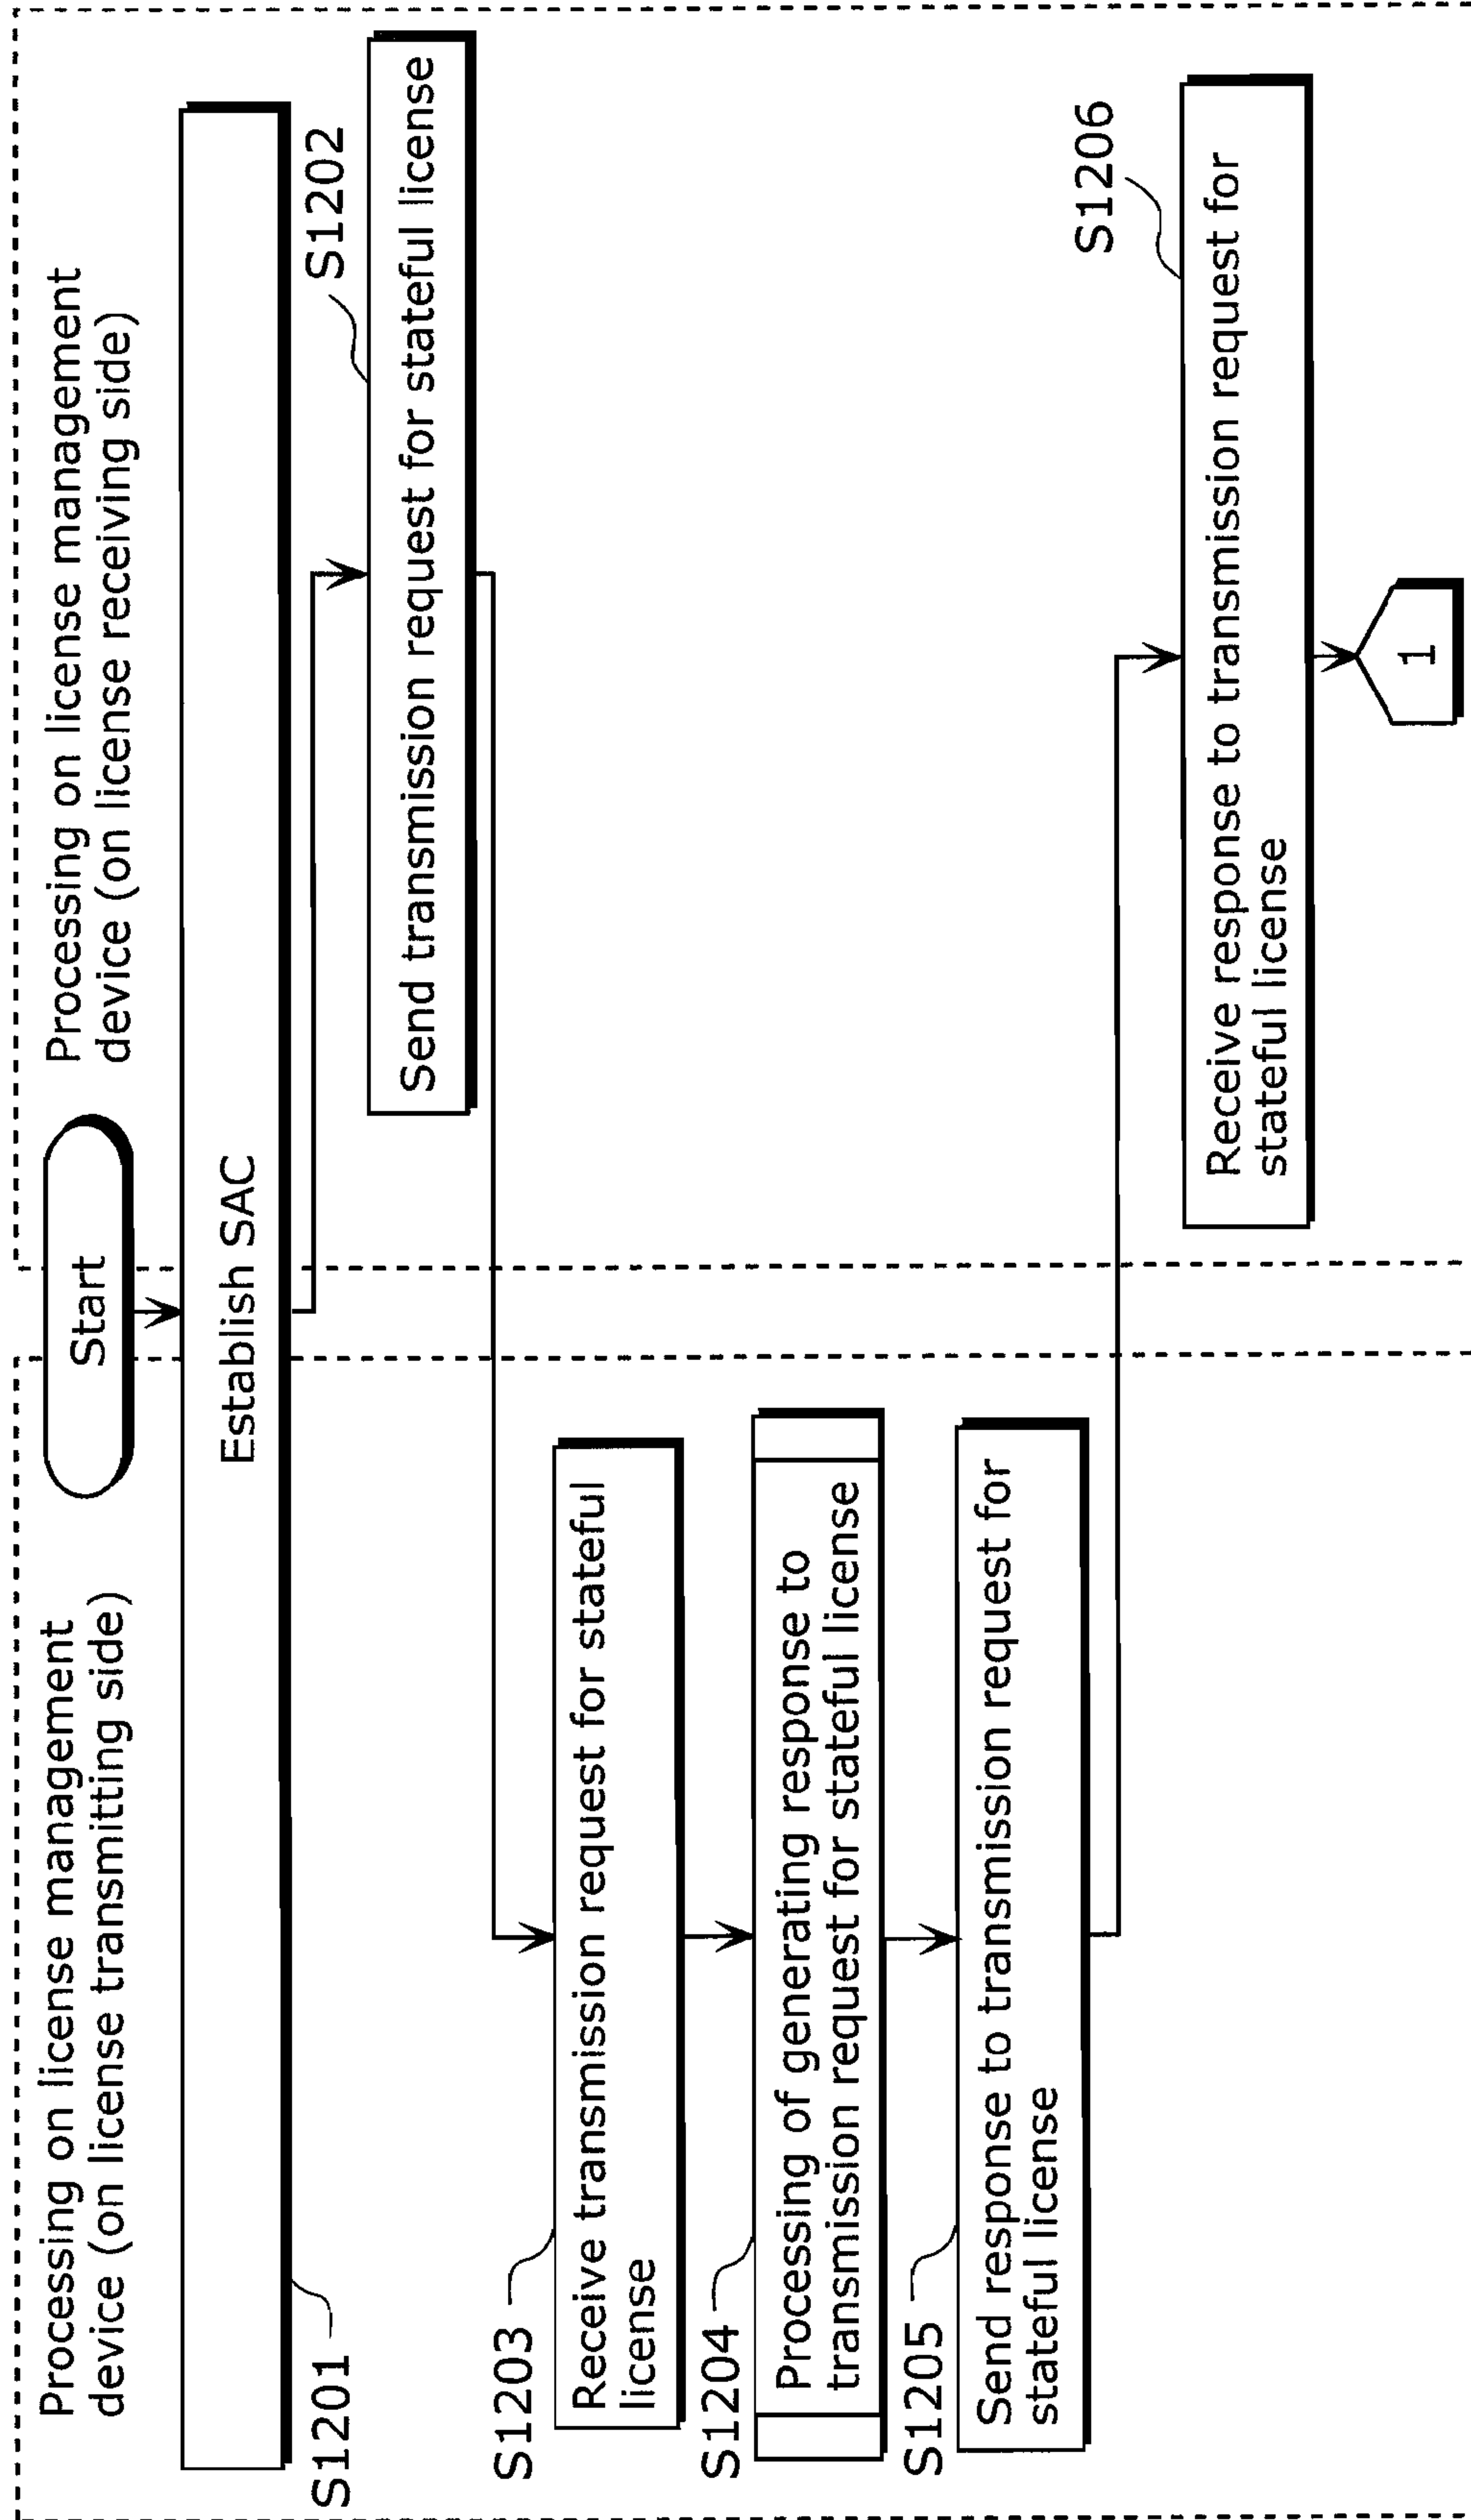 Processing on license management
device (on license transmitting side)
Start
Processing on license management
device (on license receiving side)
Establish SAC
S1201
S1202
Send transmission request for stateful license
S1203
Receive transmission request for stateful
license
S1204
Processing of generating response to
transmission request for stateful license
S1205
Send response to transmission request for
stateful license
S1206
Receive response to transmission request for
stateful license
1